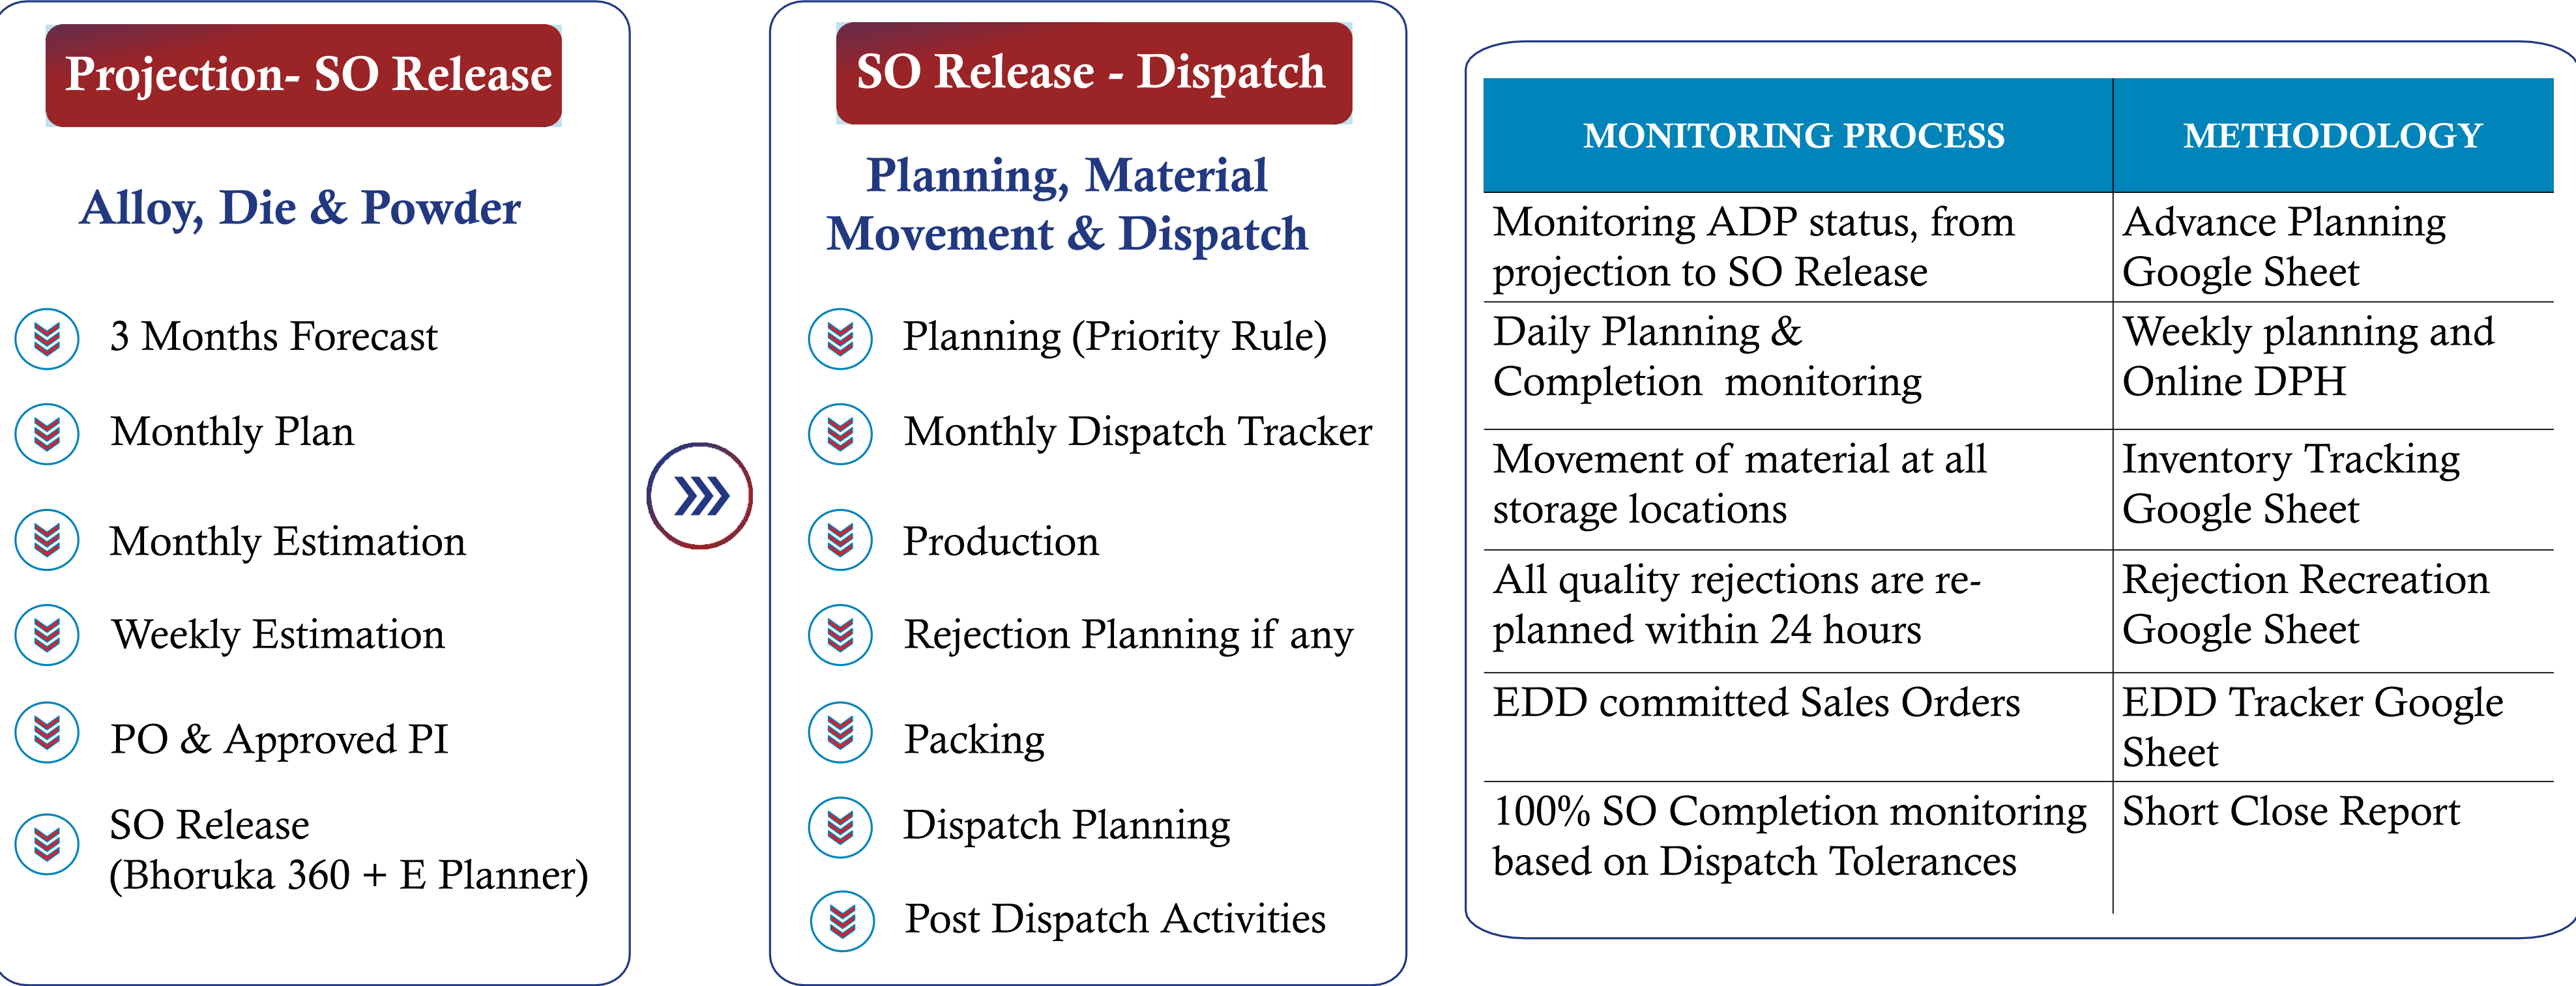 Projection- SO Release
Alloy, Die & Powder
3 Months Forecast
Monthly Plan
Monthly Estimation
Weekly Estimation
PO & Approved PI
SO Release
(Bhoruka 360 + E Planner)
SO Release - Dispatch
Planning, Material
Movement & Dispatch
Planning (Priority Rule)
Monthly Dispatch Tracker
Production
Rejection Planning if any
Packing
Dispatch Planning
Post Dispatch Activities
MONITORING PROCESS
METHODOLOGY
Monitoring ADP status, from
projection to SO Release
Advance Planning
Google Sheet
Daily Planning &
Completion monitoring
Weekly planning and
Online DPH
Movement of material at all
storage locations
Inventory Tracking
Google Sheet
All quality rejections are re-
planned within 24 hours
Rejection Recreation
Google Sheet
EDD committed Sales Orders
EDD Tracker Google
Sheet
100% SO Completion monitoring
based on Dispatch Tolerances
Short Close Report